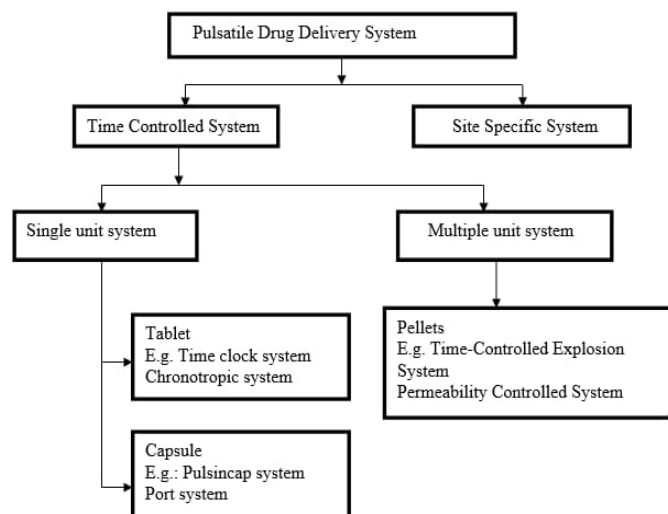 Pulsatile Drug Delivery System
Time Controlled System
Site Specific System
Single unit system
Multiple unit system
Tablet
E.g. Time clock system
Chronotropic system
Pellets
E.g. Time-Controlled Explosion
System
Permeability Controlled System
Capsule
E.g.: Pulsincap system
Port system